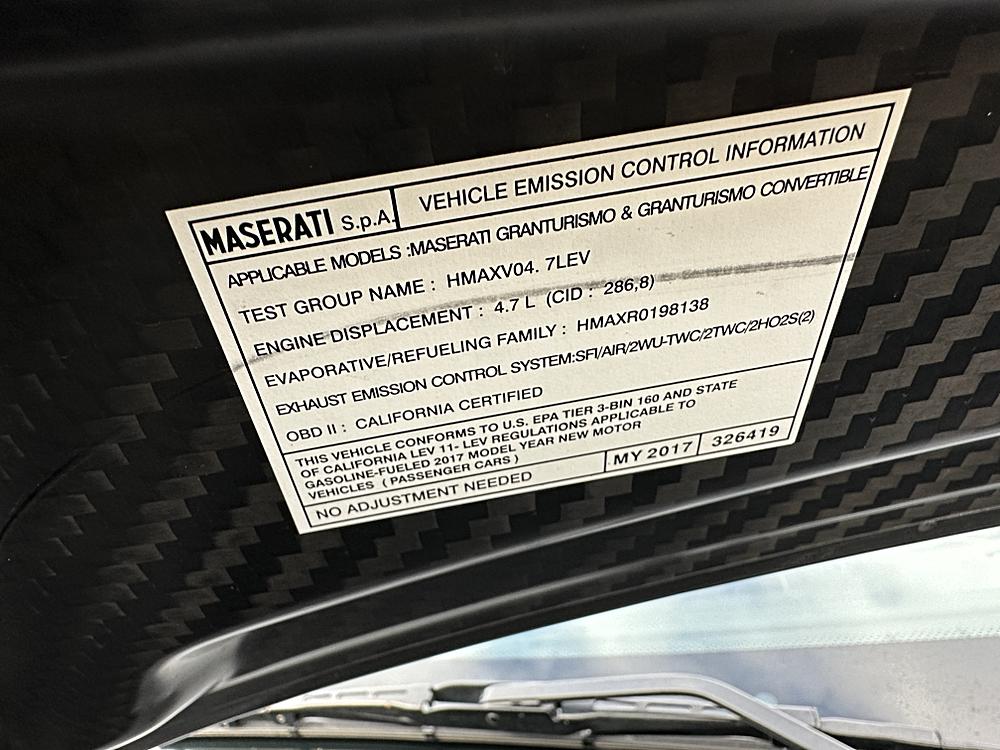 MASERATI S.p.A. VEHICLE EMISSION CONTROL INFORMATION
APPLICABLE MODELS :MASERATI GRANTURISMO & GRANTURISMO CONVERTIBLE
TEST GROUP NAME : HMAXV04. 7LEV
ENGINE DISPLACEMENT : 4.7 L (CID : 286,8)
EVAPORATIVE/REFUELING FAMILY : HMAXR0198138
EXHAUST EMISSION CONTROL SYSTEM:SFI/AIR/2WU-TWC/2TWC/2HO2S(2)
OBD II : CALIFORNIA CERTIFIED
THIS VEHICLE CONFORMS TO U.S. EPA TIER 3-BIN 160 AND STATE
OF CALIFORNIA LEV 11- LEV REGULATIONS APPLICABLE TO
GASOLINE-FUELED 2017 MODEL YEAR NEW MOTOR
VEHICLES ( PASSENGER CARS )
NO ADJUSTMENT NEEDED MY 2017 326419